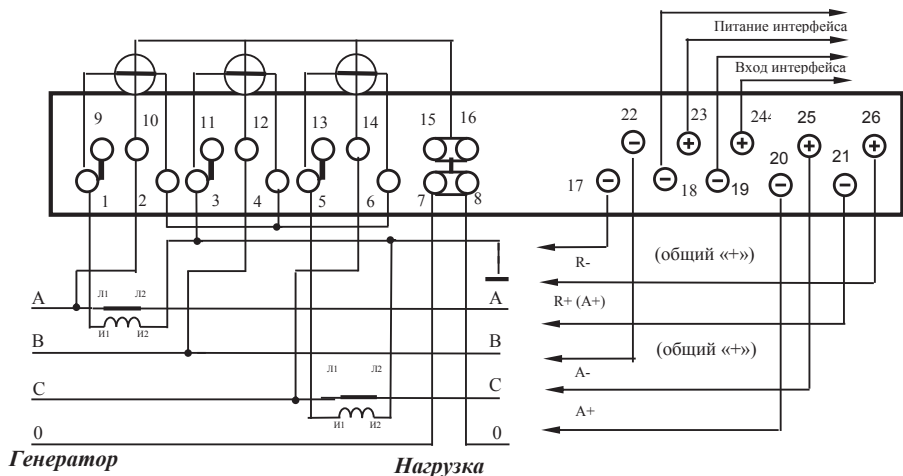 Питание интерфейса
Вход интерфейса
9 10 11 12 13 14 15 16 22 23 24 25 26
1 2 3 4 5 6 7 8 17 18 19 20 21
R-
(общий «+»)
R+ (A+)
A Л1 Л2 A
И1 И2
B B
(общий «+»)
A-
Л1 Л2
C C
A+
И1 И2
0 0
Генератор
Нагрузка